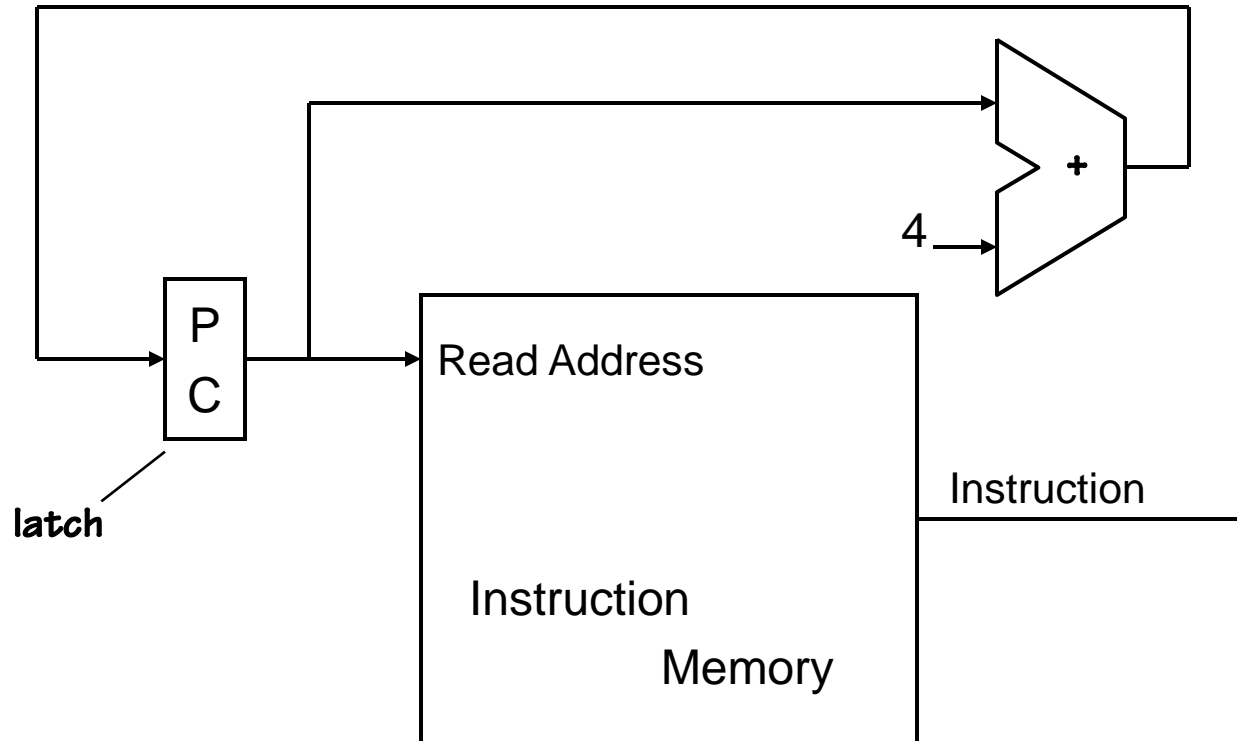 +
4
P
C
Read Address
latch
Instruction
Instruction
Memory